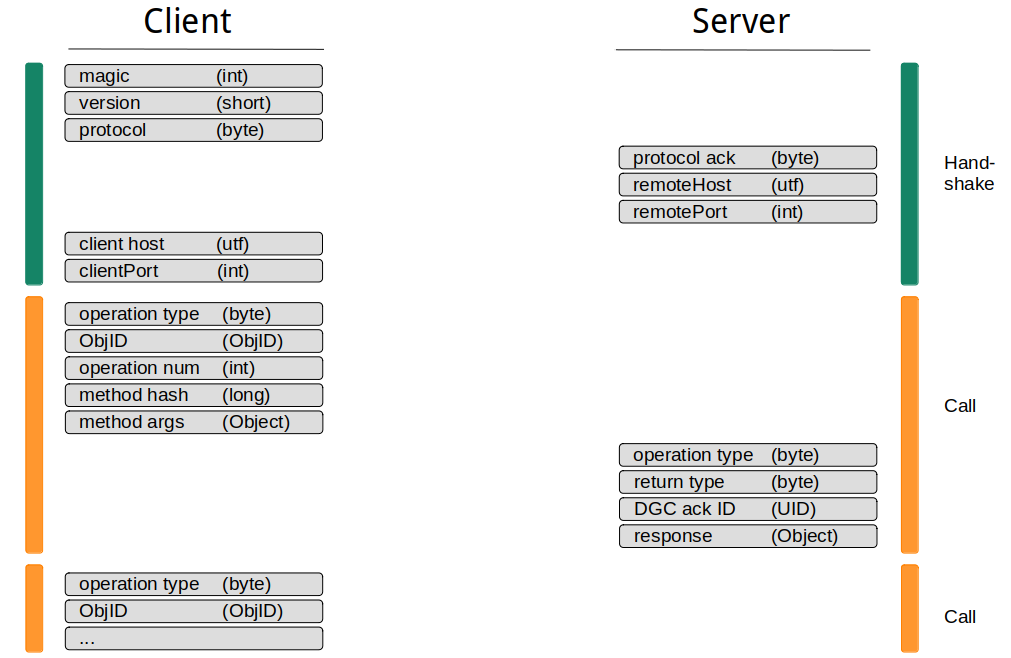 Client
Server
magic (int)
version (short)
protocol (byte)
protocol ack (byte)
remoteHost (utf)
remotePort (int)
Hand-
shake
client host (utf)
clientPort (int)
operation type (byte)
ObjID (ObjID)
operation num (int)
method hash (long)
method args (Object)
Call
operation type (byte)
return type (byte)
DGC ack ID (UID)
response (Object)
operation type (byte)
ObjID (ObjID)
...
Call